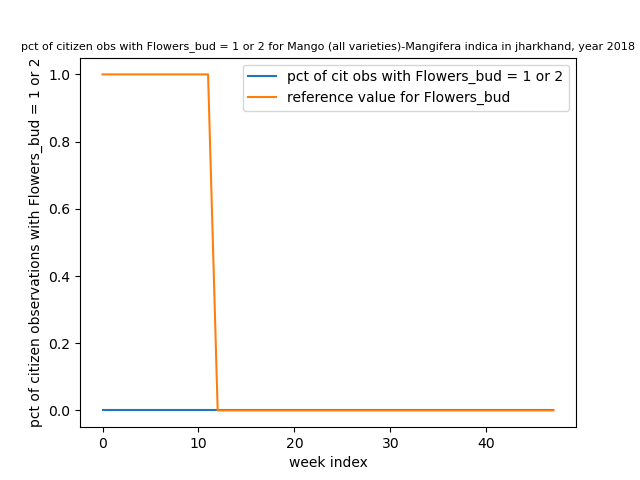 pct of citizen obs with Flowers_bud = 1 or 2 for Mango (all varieties)-Mangifera indica in jharkhand, year 2018
pct of cit obs with Flowers_bud = 1 or 2
reference value for Flowers_bud
pct of citizen observations with Flowers_bud = 1 or 2
1.0
0.8
0.6
0.4
0.2
0.0
0 10 20 30 40
week index